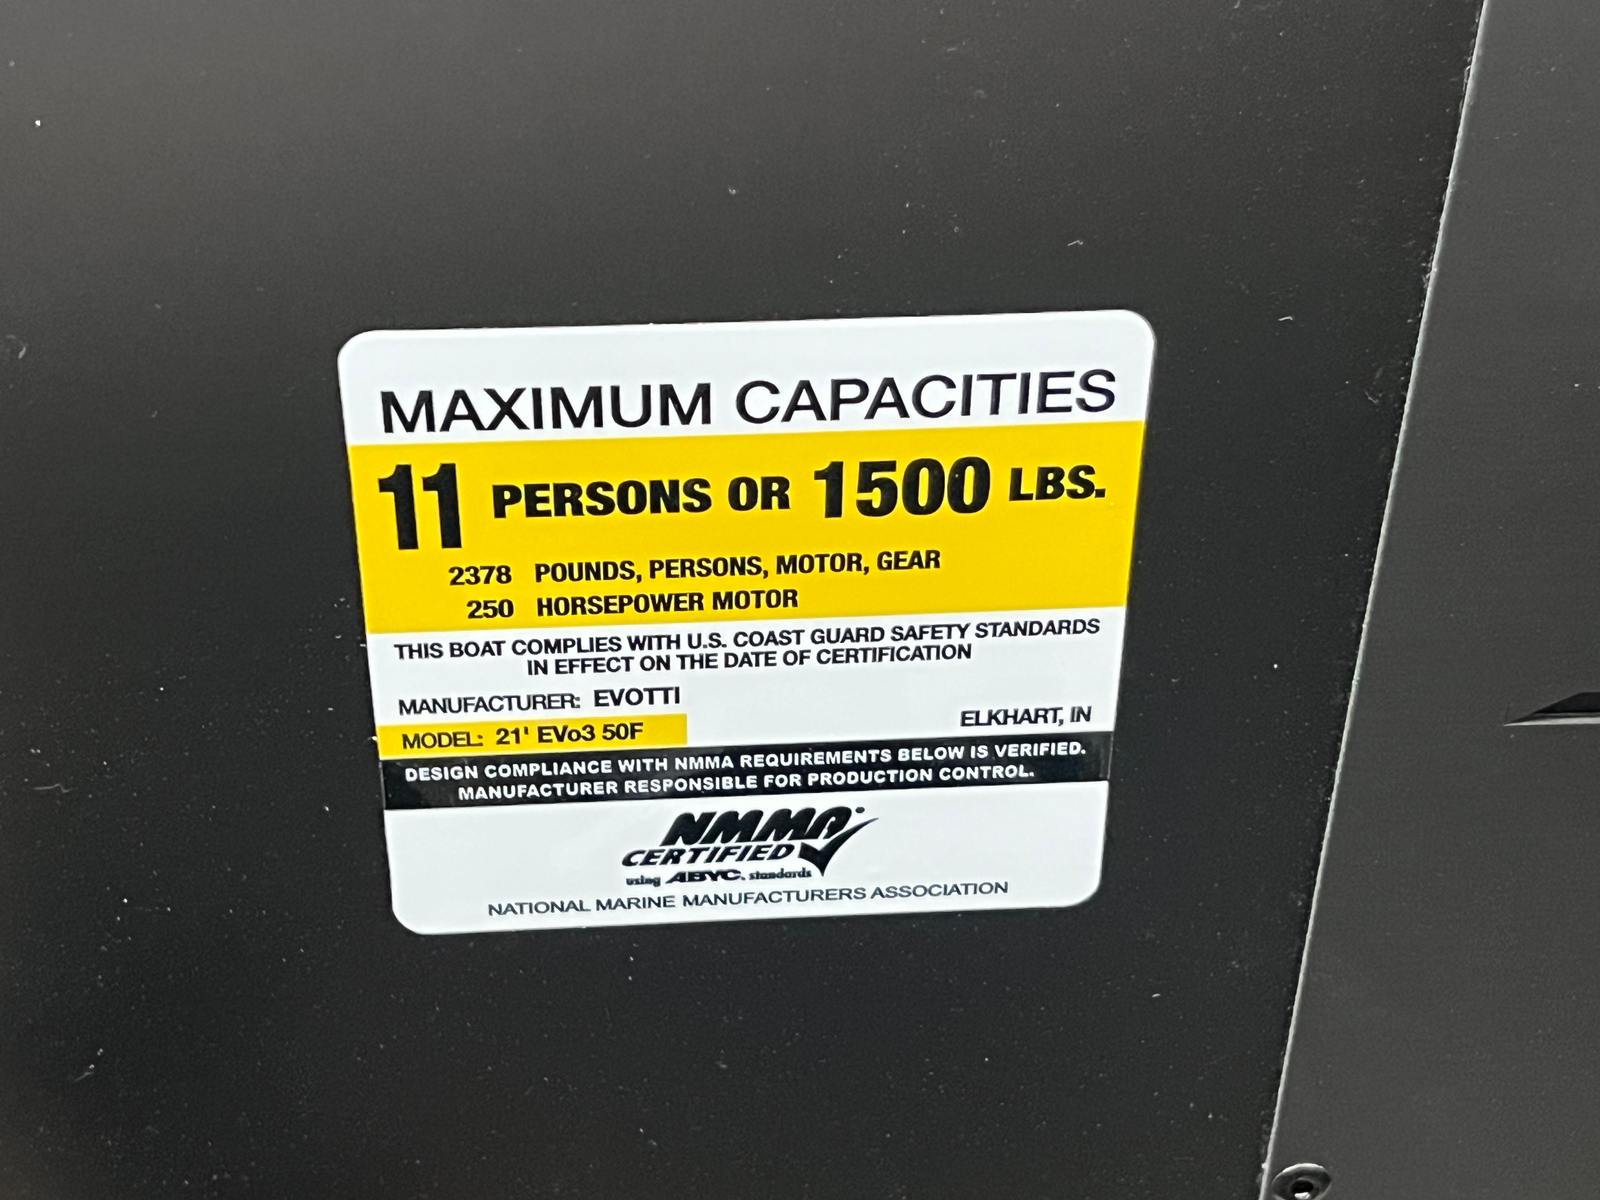 MAXIMUM CAPACITIES
11 PERSONS OR 1500 LBS.
2378 POUNDS, PERSONS, MOTOR, GEAR
250 HORSEPOWER MOTOR
THIS BOAT COMPLIES WITH U.S. COAST GUARD SAFETY STANDARDS
IN EFFECT ON THE DATE OF CERTIFICATION
MANUFACTURER: EVOTTI
ELKHART, IN
MODEL: 21' EVo3 50F
DESIGN COMPLIANCE WITH NMMA REQUIREMENTS BELOW IS VERIFIED.
MANUFACTURER RESPONSIBLE FOR PRODUCTION CONTROL.
NMMA
CERTIFIED
using ABYC. standards
NATIONAL MARINE MANUFACTURERS ASSOCIATION